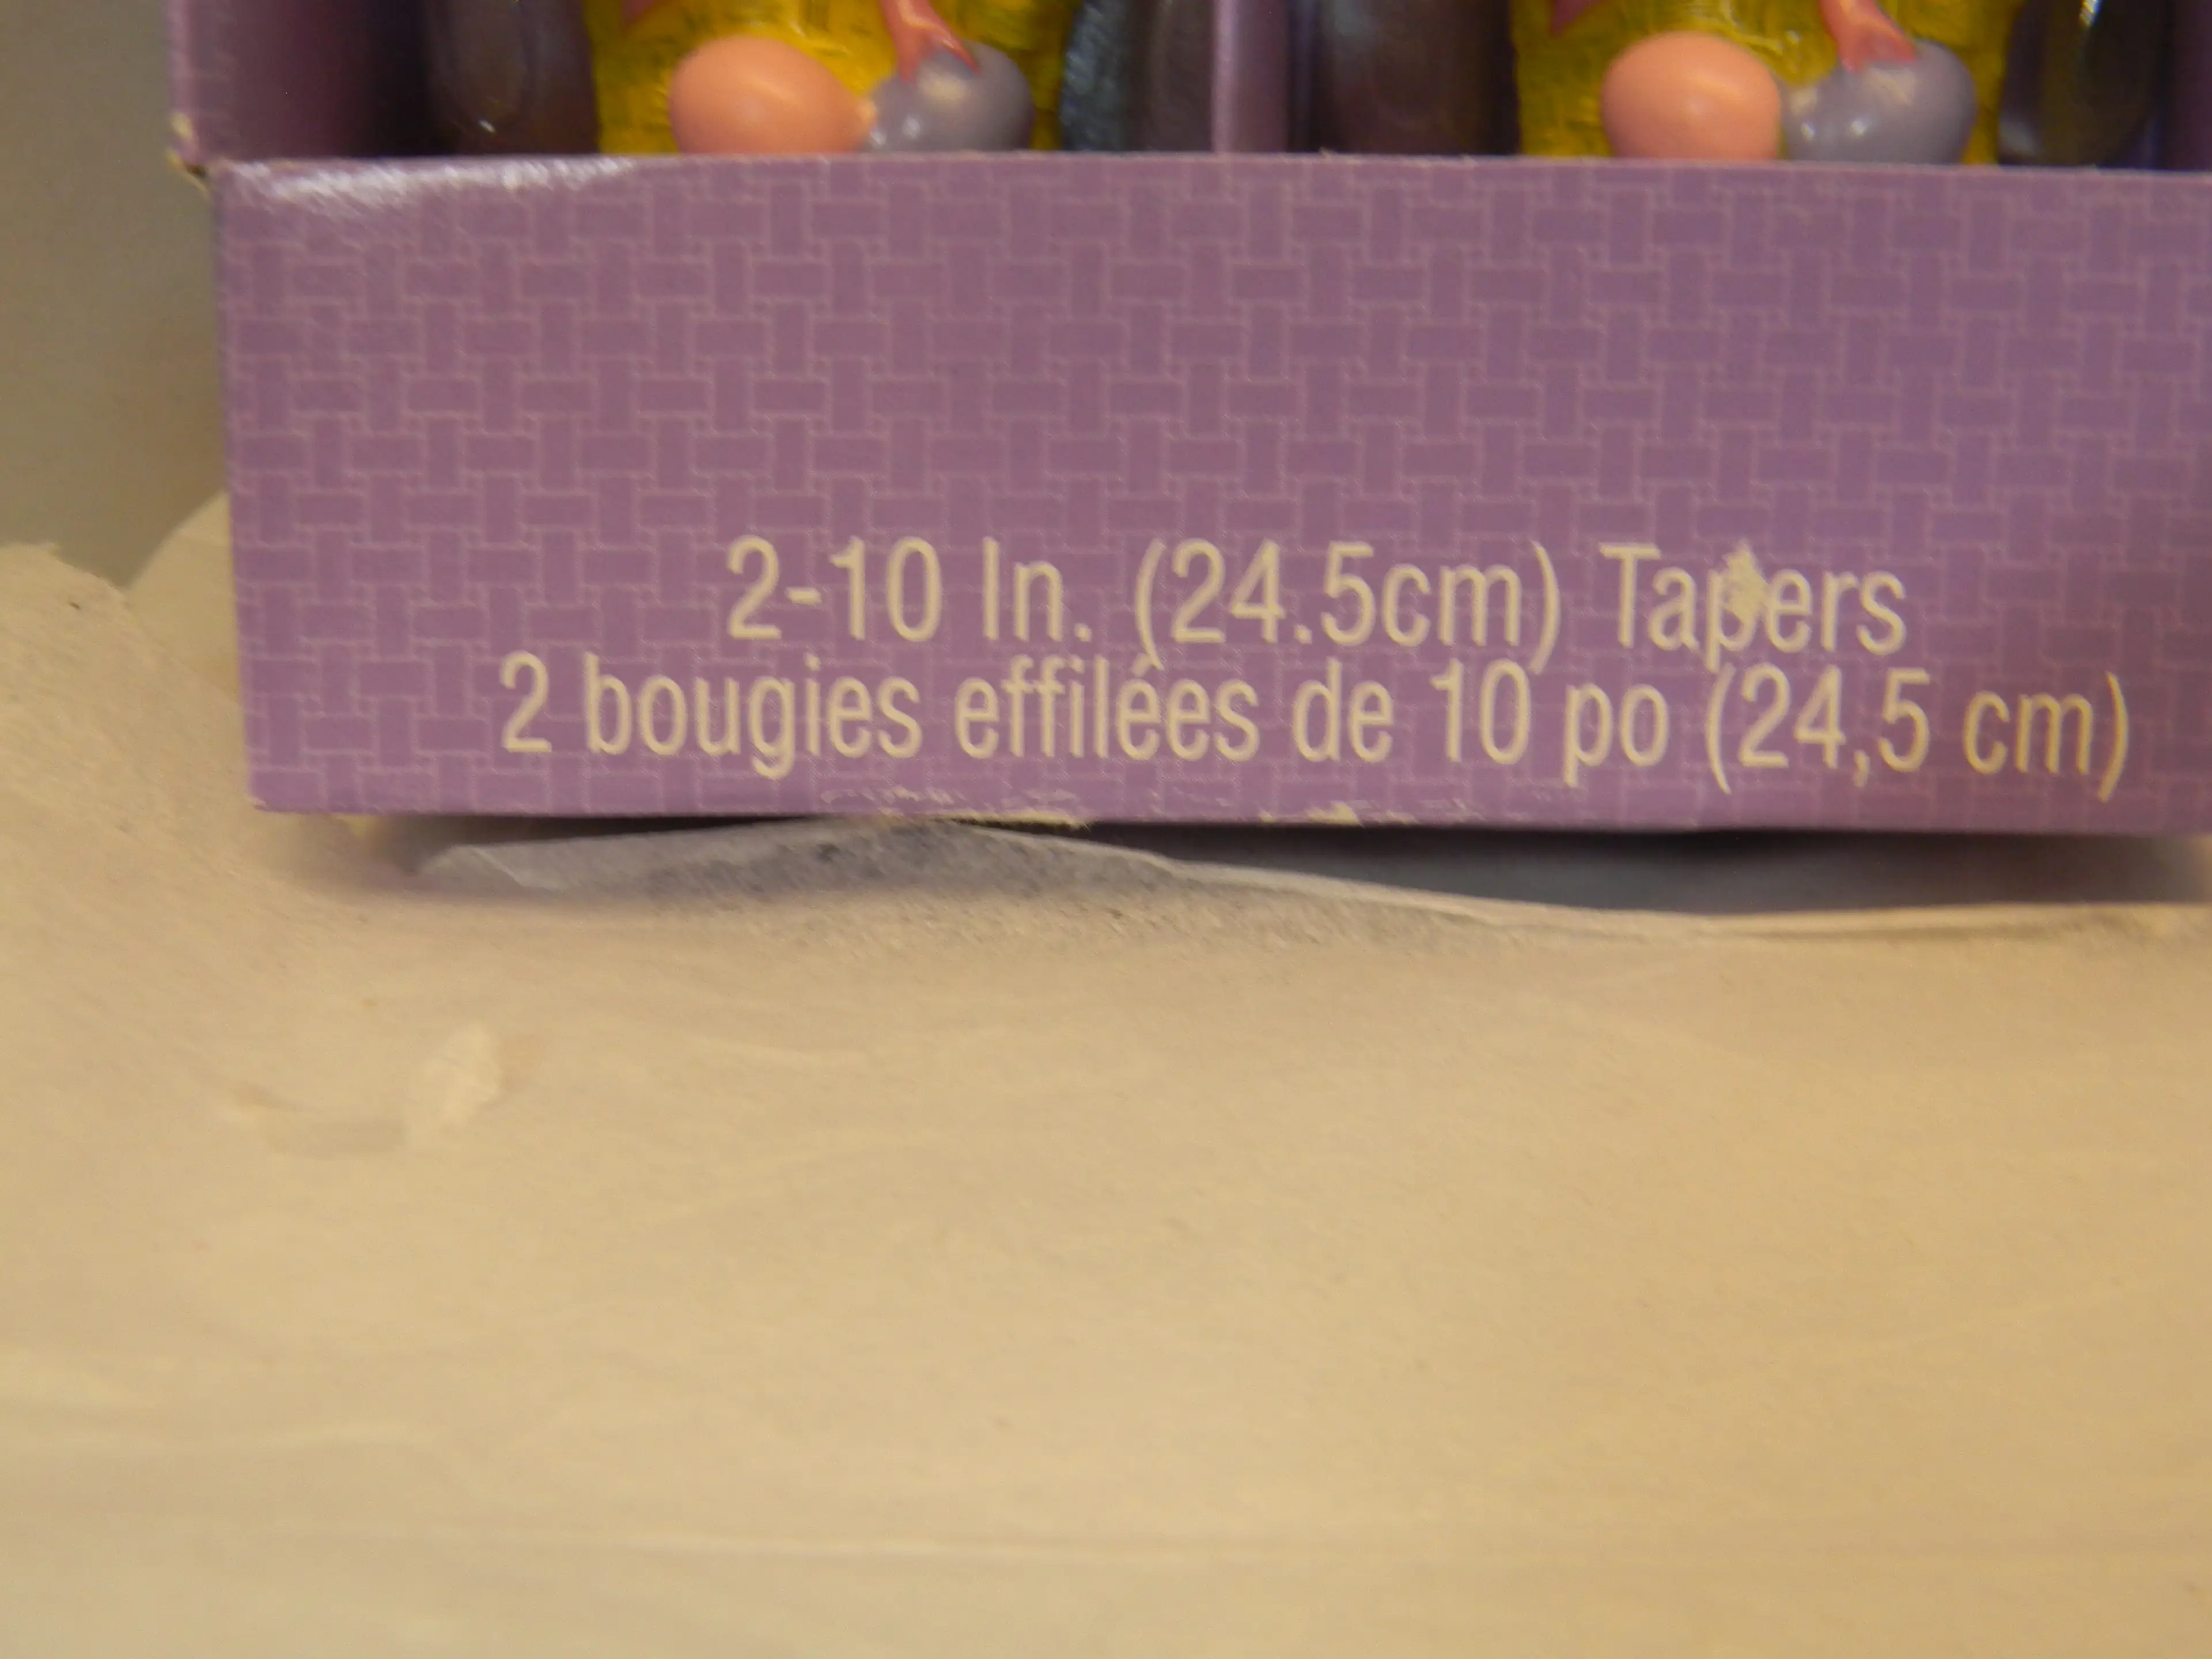 2-10 In. (24.5cm) Tapers
2 bougies effilées de 10 po (24,5 cm)